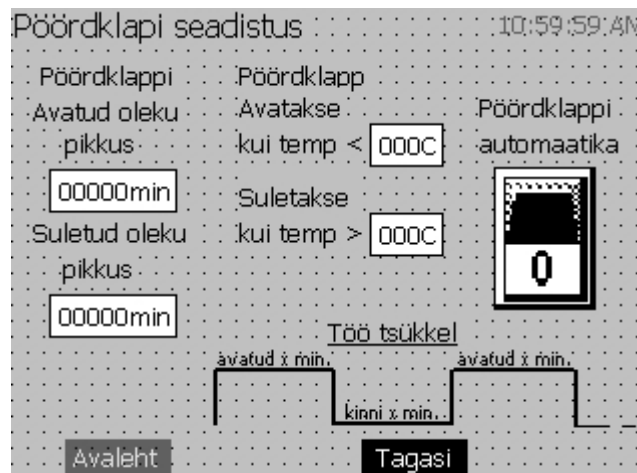 Pöördklapi seadistus
10:59:59 AM
Pöördklappi
Avatud oleku
pikkus
00000min
Suletud oleku
pikkus
00000min
Pöördklapp
Avatakse
kui temp < 000C
Suletakse
kui temp > 000C
Pöördklappi
automaatika
0
Töö tsükkel
avatud x min.
kinni x min.
avatud x min.
Avaleht
Tagasi